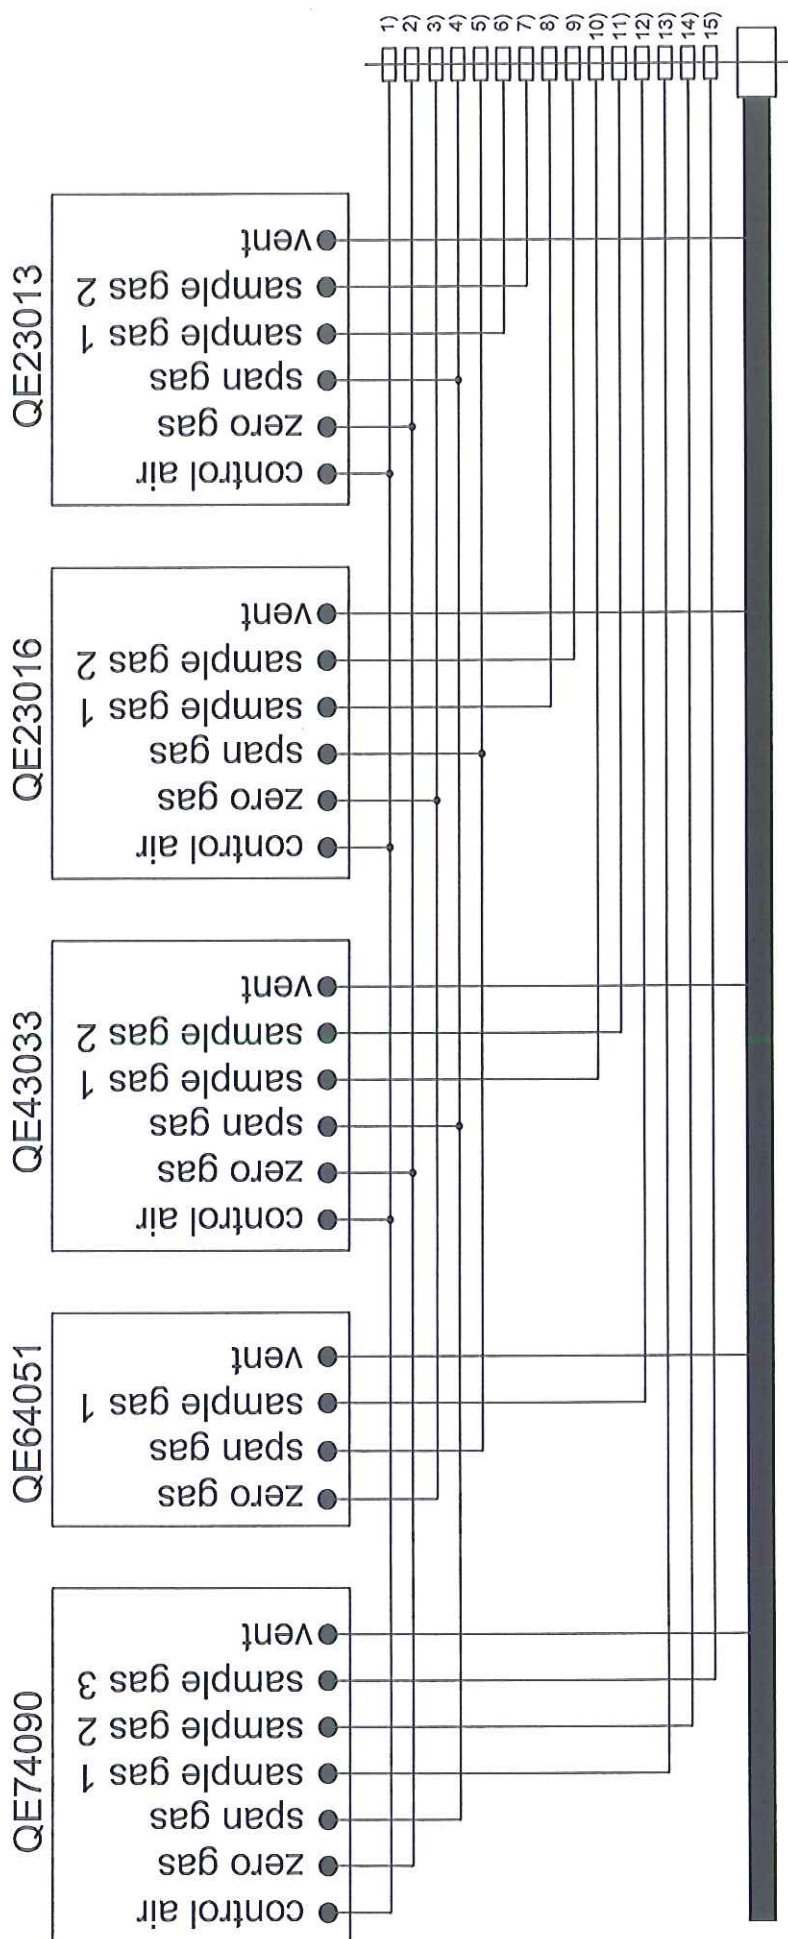 1)
2)
3)
4)
5)
6)
7)
8)
9)
10)
11)
12)
13)
14)
15)
QE23013
vent
sample gas 2
sample gas 1
span gas
zero gas
control air
QE23016
vent
sample gas 2
sample gas 1
span gas
zero gas
control air
QE43033
vent
sample gas 2
sample gas 1
span gas
zero gas
control air
QE64051
vent
sample gas 1
span gas
zero gas
QE74090
vent
sample gas 3
sample gas 2
sample gas 1
span gas
zero gas
control air